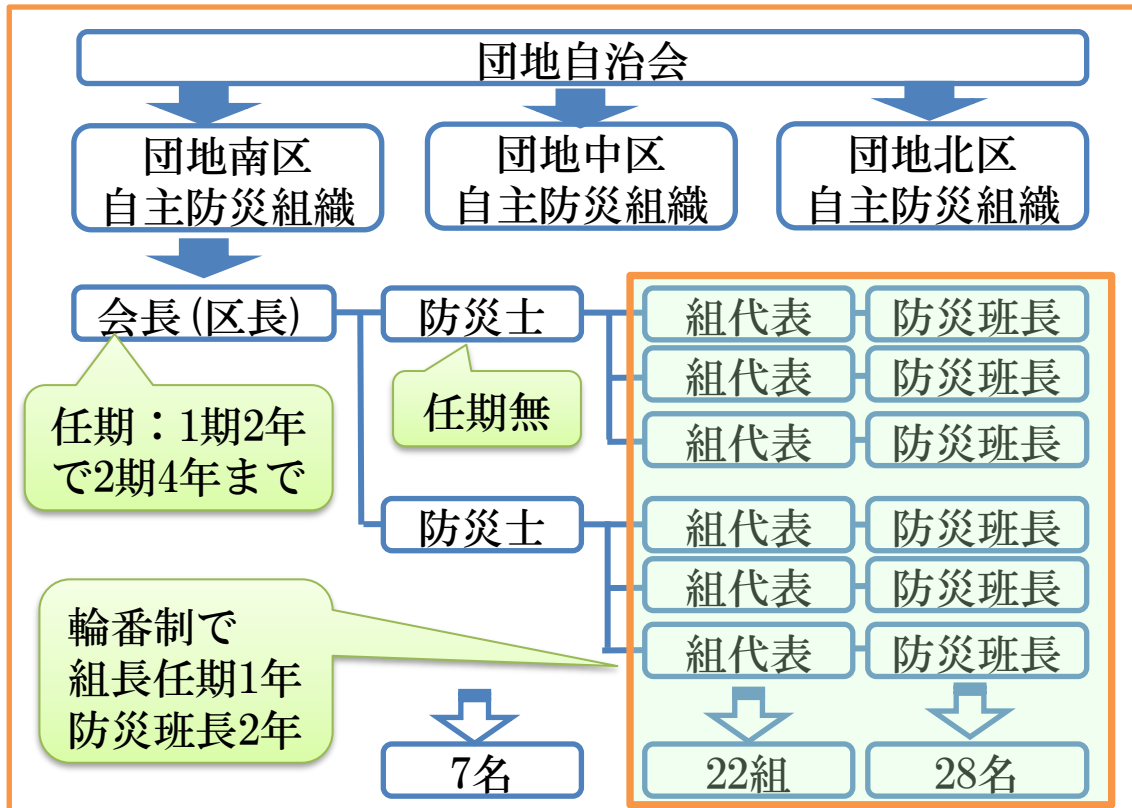 団地自治会
団地南区
自主防災組織
団地中区
自主防災組織
団地北区
自主防災組織
会長(区長)
防災士
組代表
防災班長
組代表
防災班長
組代表
防災班長
任期：1期2年
で2期4年まで
任期無
防災士
組代表
防災班長
組代表
防災班長
組代表
防災班長
輪番制で
組長任期1年
防災班長2年
7名
22組
28名